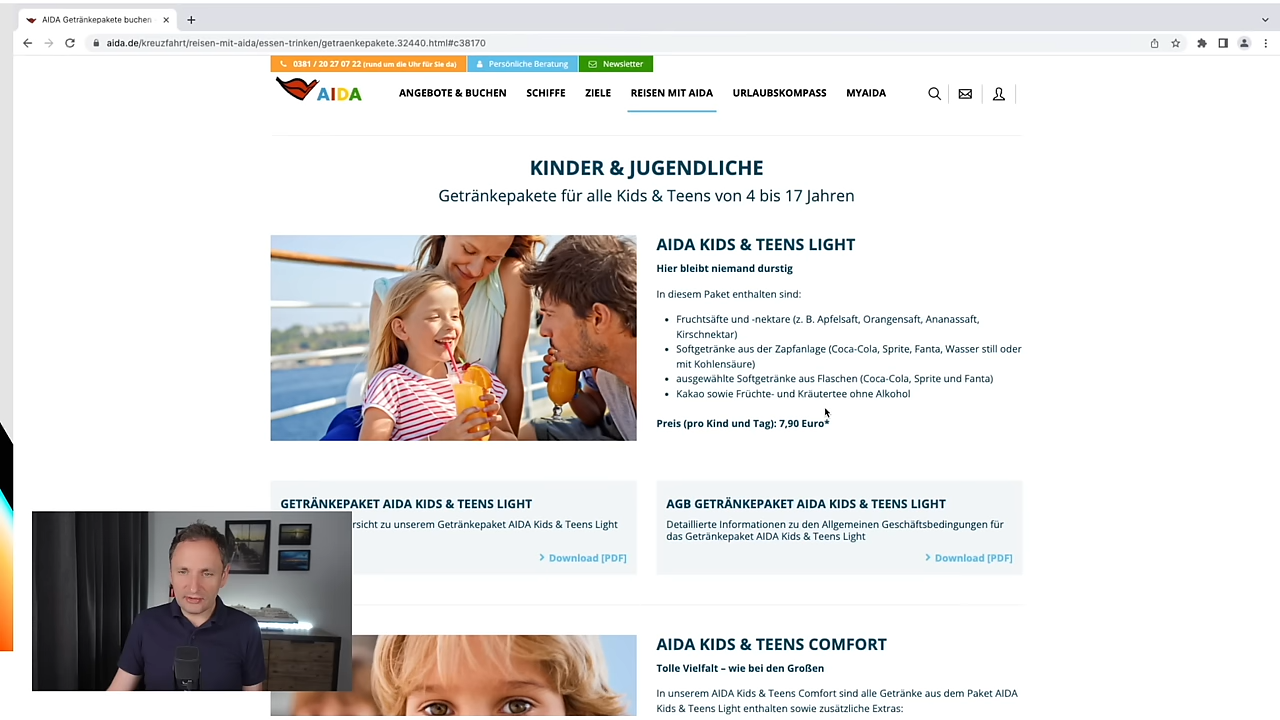 AIDA Getränkepakete buchen
aida.de/kreuzfahrt/reisen-mit-aida/essen-trinken/getraenkepakete.32440.html#c38170
0381 / 20 27 07 22 (rund um die Uhr für Sie da) Persönliche Beratung Newsletter
AIDA ANGEBOTE & BUCHEN SCHIFFE ZIELE REISEN MIT AIDA URLAUBSKOMPASS MYAIDA
KINDER & JUGENDLICHE
Getränkepakete für alle Kids & Teens von 4 bis 17 Jahren
AIDA KIDS & TEENS LIGHT
Hier bleibt niemand durstig
In diesem Paket enthalten sind:
• Fruchtsäfte und -nektare (z. B. Apfelsaft, Orangensaft, Ananassaft,
Kirschnektar)
• Softgetränke aus der Zapfanlage (Coca-Cola, Sprite, Fanta, Wasser still oder
mit Kohlensäure)
• ausgewählte Softgetränke aus Flaschen (Coca-Cola, Sprite und Fanta)
• Kakao sowie Früchte- und Kräutertee ohne Alkohol
Preis (pro Kind und Tag): 7,90 Euro*
GETRÄNKEPAKET AIDA KIDS & TEENS LIGHT
rsicht zu unserem Getränkepaket AIDA Kids & Teens Light
Download [PDF]
AGB GETRÄNKEPAKET AIDA KIDS & TEENS LIGHT
Detaillierte Informationen zu den Allgemeinen Geschäftsbedingungen für
das Getränkepaket AIDA Kids & Teens Light
Download [PDF]
AIDA KIDS & TEENS COMFORT
Tolle Vielfalt – wie bei den Großen
In unserem AIDA Kids & Teens Comfort sind alle Getränke aus dem Paket AIDA
Kids & Teens Light enthalten sowie zusätzliche Extras: